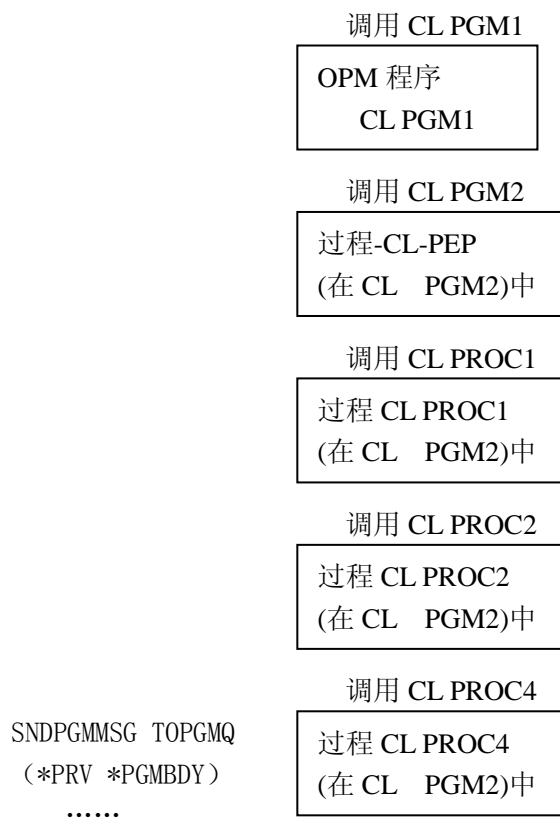 调用 CL PGM1
OPM 程序
CL PGM1
调用 CL PGM2
过程-CL-PEP
(在 CL PGM2)中
调用 CL PROC1
过程 CL PROC1
(在 CL PGM2)中
调用 CL PROC2
过程 CL PROC2
(在 CL PGM2)中
调用 CL PROC4
SNDPGMMSG TOPGMQ
(*PRV *PGMBDY)
……
过程 CL PROC4
(在 CL PGM2)中